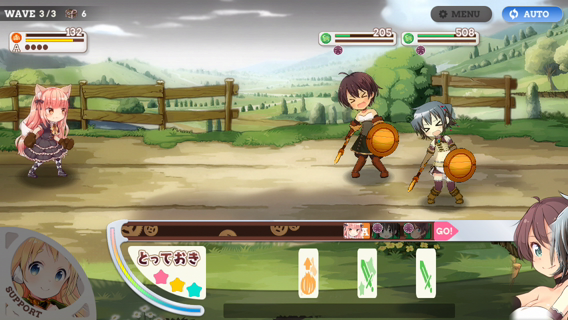 WAVE 3/3
6
MENU
AUTO
132
A
205
508
A
GO!
とっておき
SUPPORT